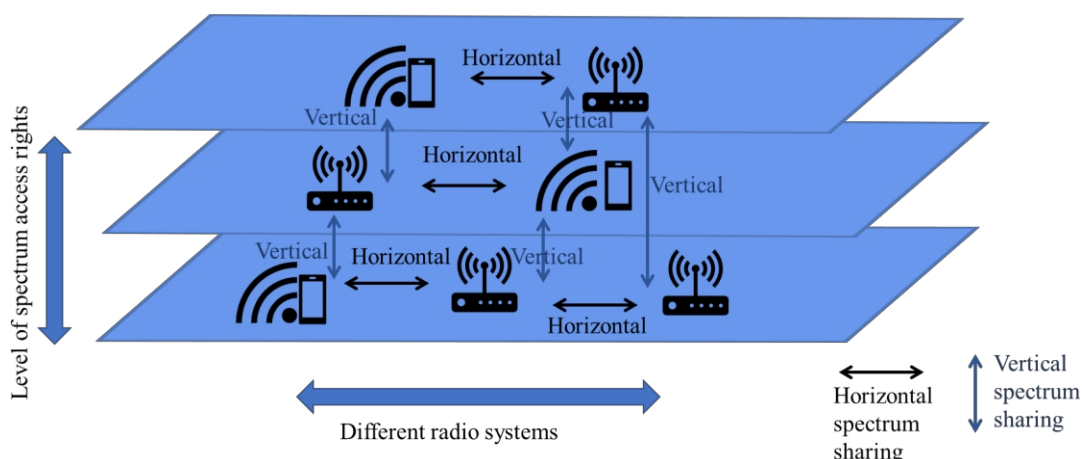 Horizontal
Vertical
Vertical
Horizontal
Vertical
Vertical
Horizontal
Vertical
Horizontal
Level of spectrum access rights
Different radio systems
Horizontal
spectrum
sharing
Vertical
spectrum
sharing